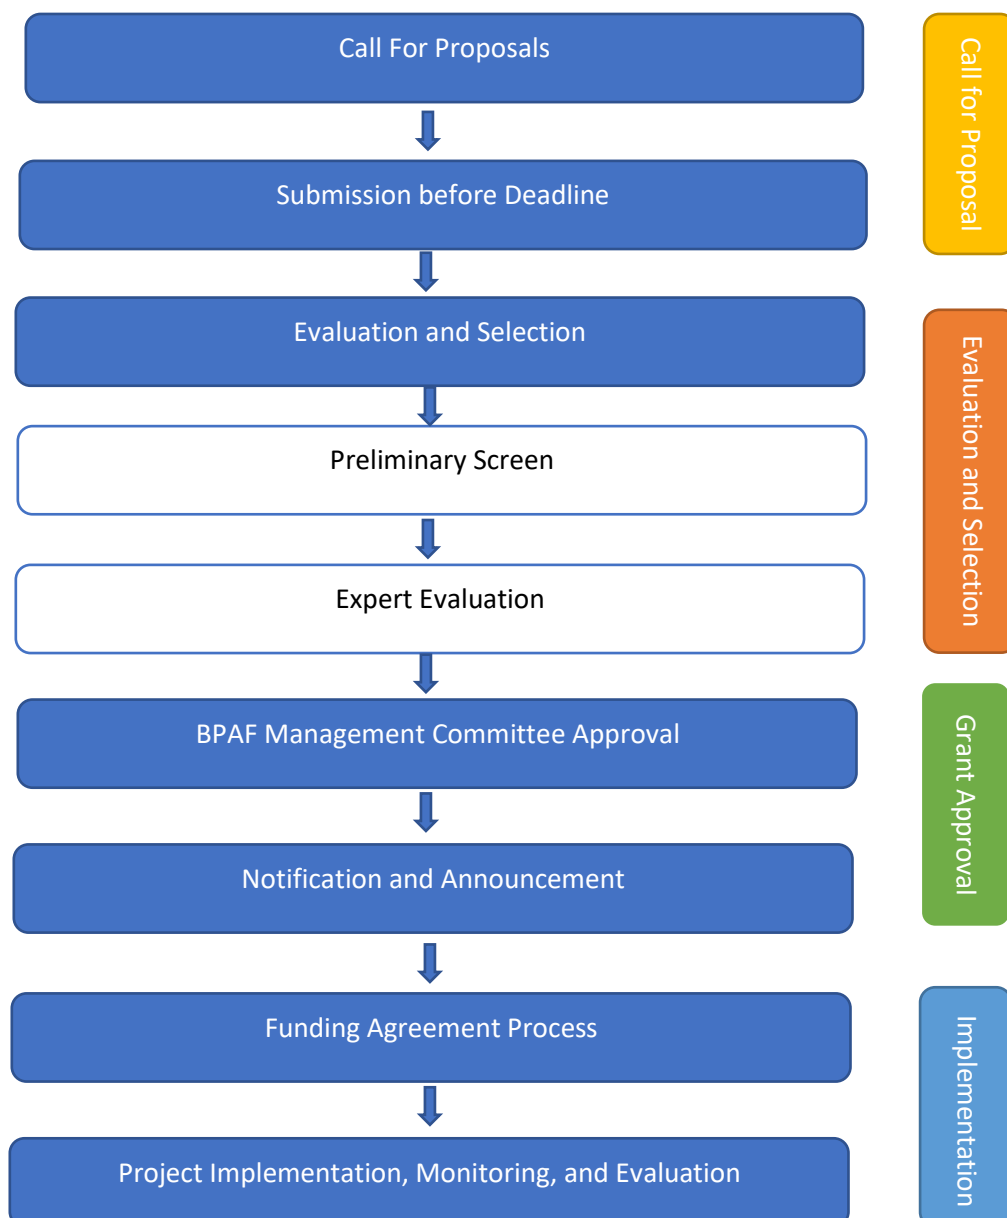 Call For Proposals
Submission before Deadline
Evaluation and Selection
Preliminary Screen
Expert Evaluation
BPAF Management Committee Approval
Notification and Announcement
Funding Agreement Process
Project Implementation, Monitoring, and Evaluation
Call for Proposal
Evaluation and Selection
Grant Approval
Implementation